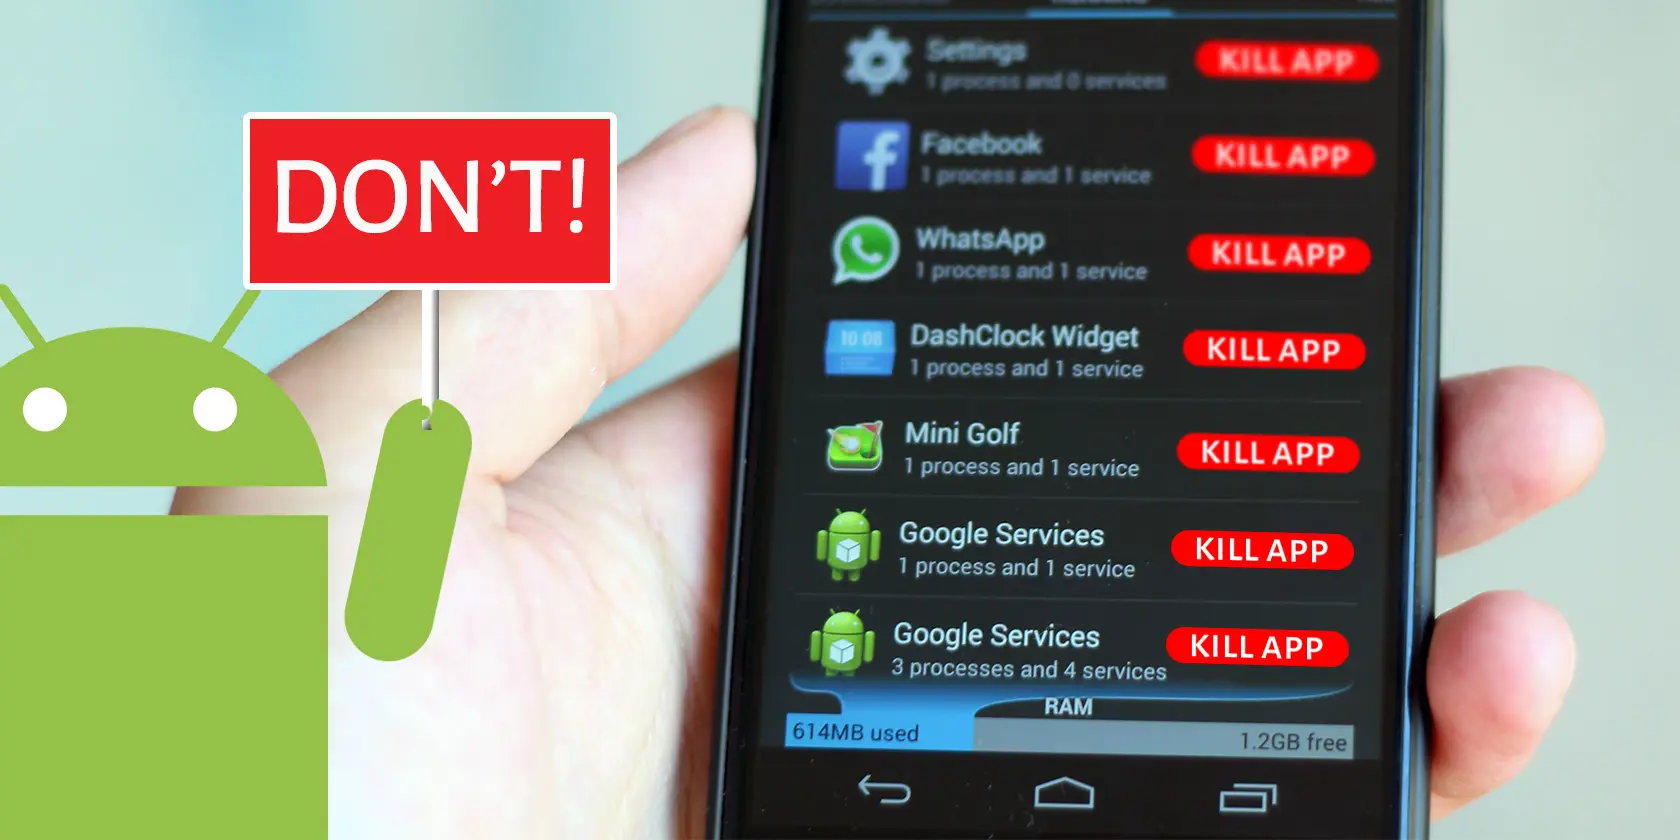 DON'T!
Settings
1 process and 0 services
KILL APP
Facebook
1 process and 1 service
KILL APP
WhatsApp
1 process and 1 service
KILL APP
10:08
DashClock Widget
1 process and 1 service
KILL APP
Mini Golf
1 process and 1 service
KILL APP
Google Services
1 process and 1 service
KILL APP
Google Services
3 processes and 4 services
KILL APP
RAM
614MB used
1.2GB free